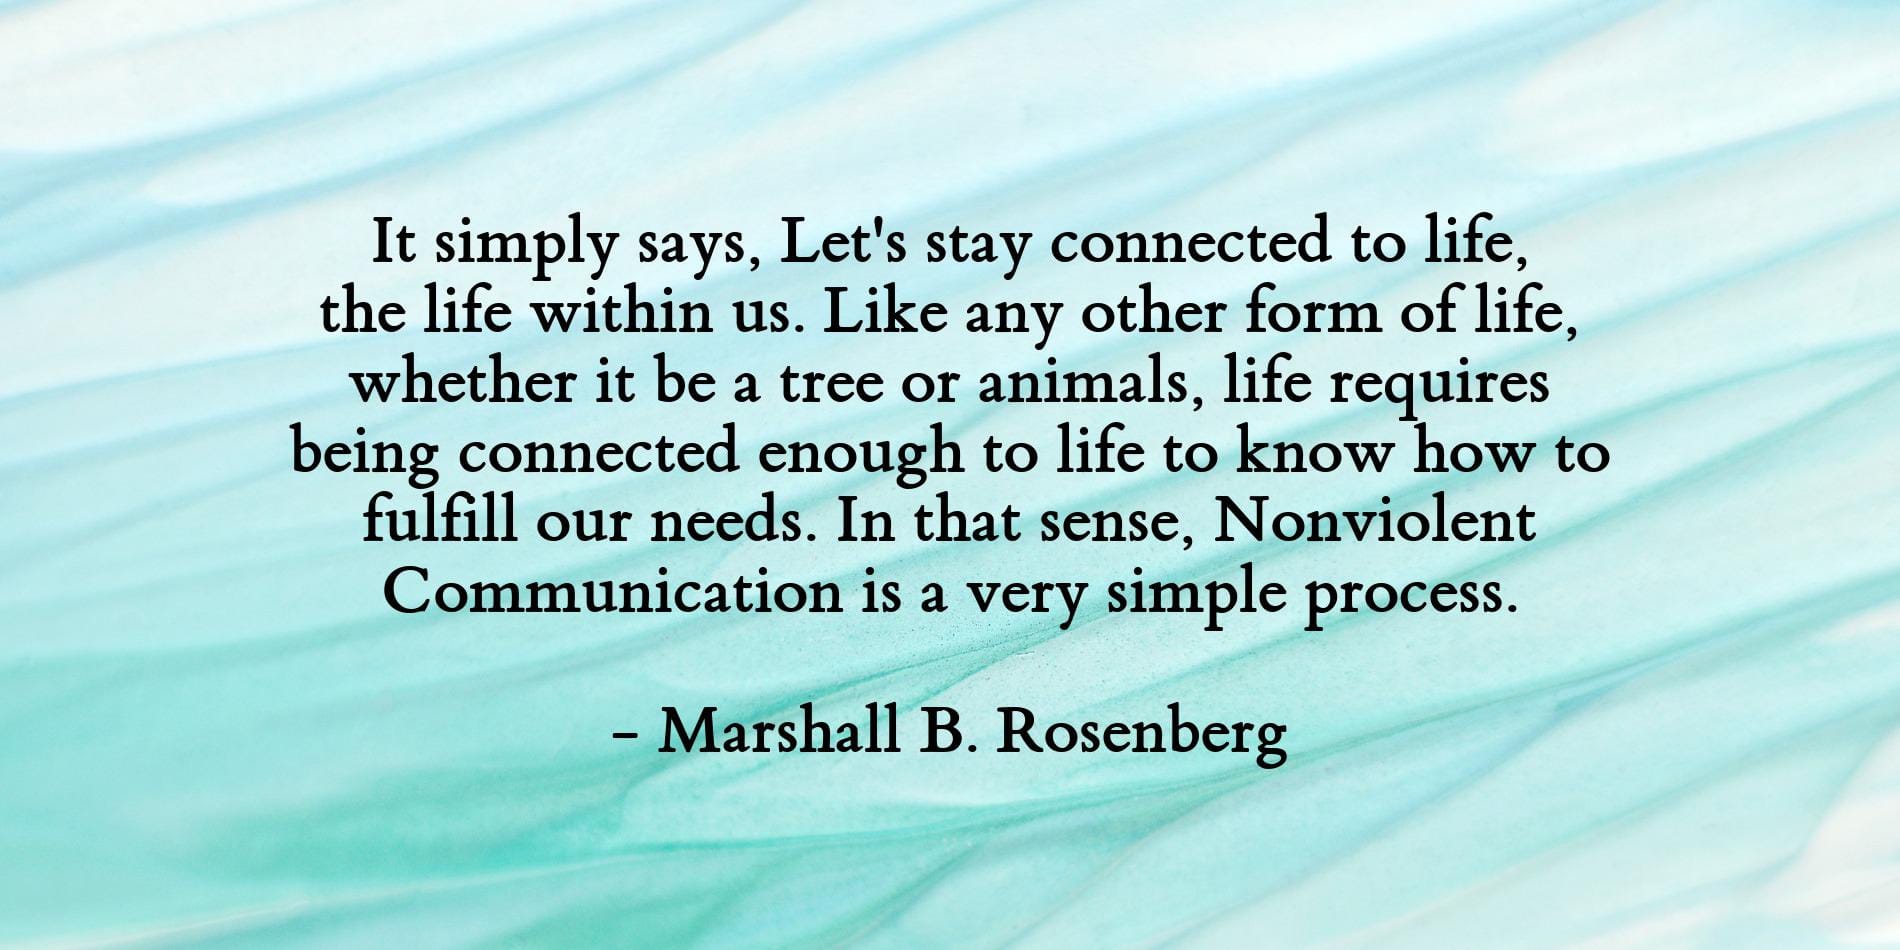 It simply says, Let's stay connected to life,
the life within us. Like any other form of life,
whether it be a tree or animals, life requires
being connected enough to life to know how to
fulfill our needs. In that sense, Nonviolent
Communication is a very simple process.
– Marshall B. Rosenberg